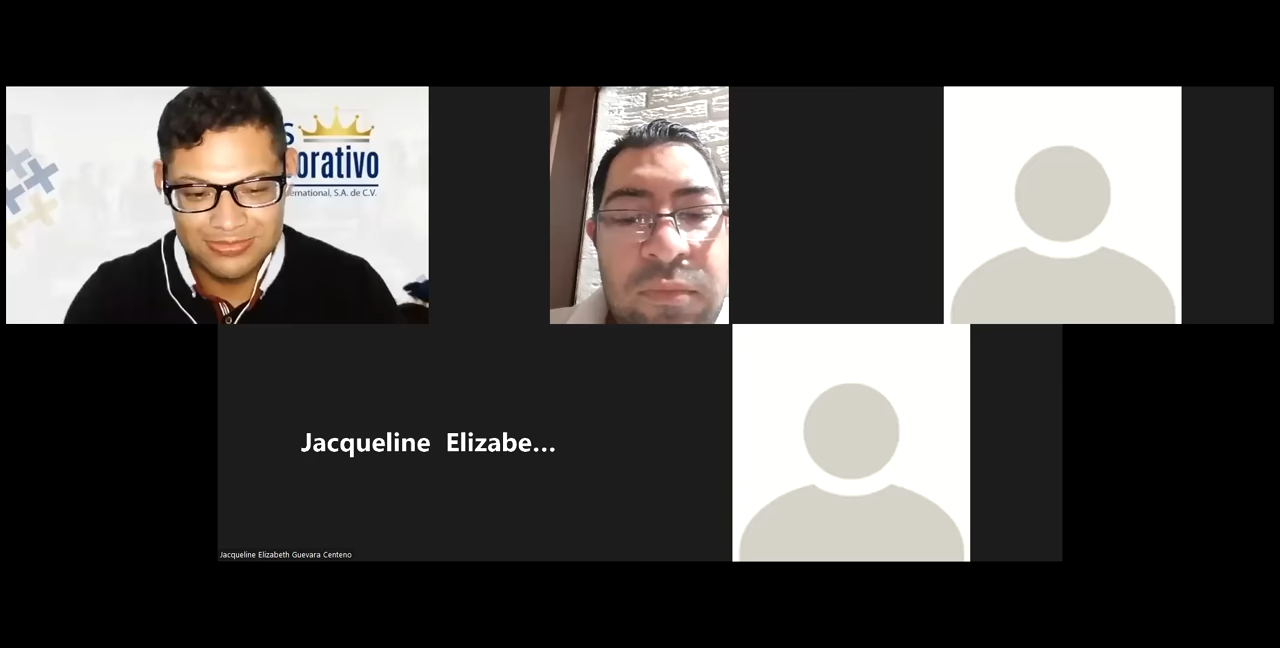 s
orativo
ernational, S.A. de C.V.
Jacqueline Elizabe...
Jacqueline Elizabeth Guevara Centeno